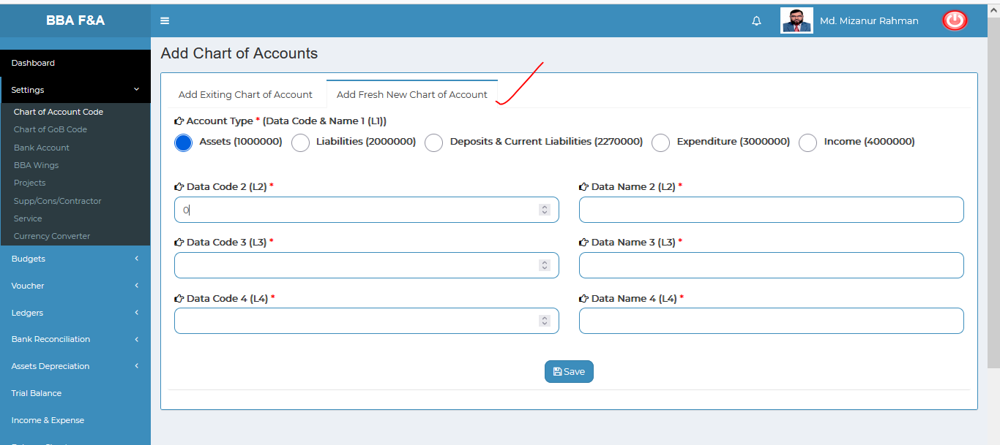 BBA F&A
Md. Mizanur Rahman
Dashboard
Settings
Chart of Account Code
Chart of GoB Code
Bank Account
BBA Wings
Projects
Supp/Cons/Contractor
Service
Currency Converter
Budgets
Voucher
Ledgers
Bank Reconciliation
Assets Depreciation
Trial Balance
Income & Expense
Add Chart of Accounts
Add Exiting Chart of Account
Add Fresh New Chart of Account
Account Type * (Data Code & Name 1 (L1))
Assets (1000000) Liabilities (2000000) Deposits & Current Liabilities (2270000) Expenditure (3000000) Income (4000000)
Data Code 2 (L2) * Data Name 2 (L2) *
0
Data Code 3 (L3) * Data Name 3 (L3) *
Data Code 4 (L4) * Data Name 4 (L4) *
Save